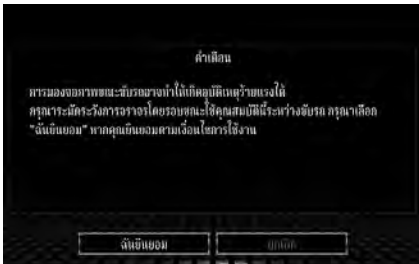 คำเตือน
การมองจอภาพขณะขับรถอาจทำให้เกิดอุบัติเหตุร้ายแรงได้
กรุณาระมัดระวังการจราจรโดยรอบขณะใช้คุณสมบัตินี้ระหว่างขับรถ กรุณาเลือก
"ฉันยินยอม" หากคุณยินยอมตามเงื่อนไขการใช้งาน
ฉันยินยอม
ยกเลิก